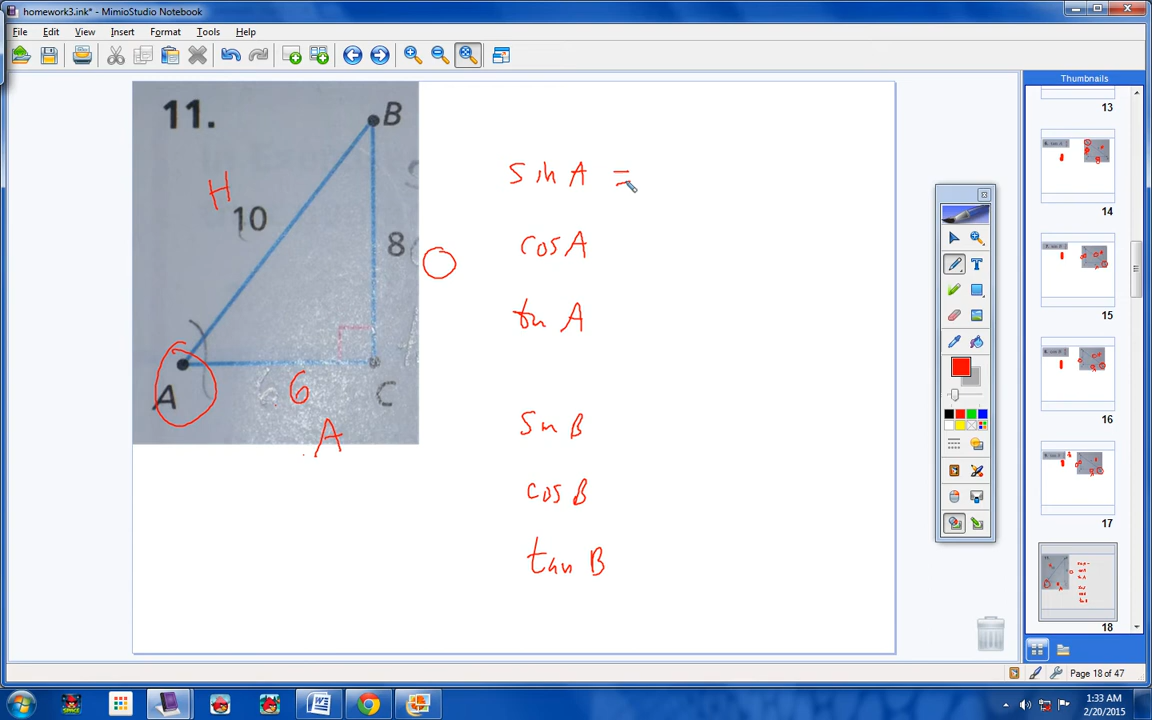 homework3.ink* - MimioStudio Notebook
File Edit View Insert Format Tools Help
Thumbnails
11.
B
H
10
8
O
A
6
C
A
sin A =
cos A
tan A
sin B
cos B
tan B
13
14
15
16
17
18
Page 18 of 47
1:33 AM
2/20/2015